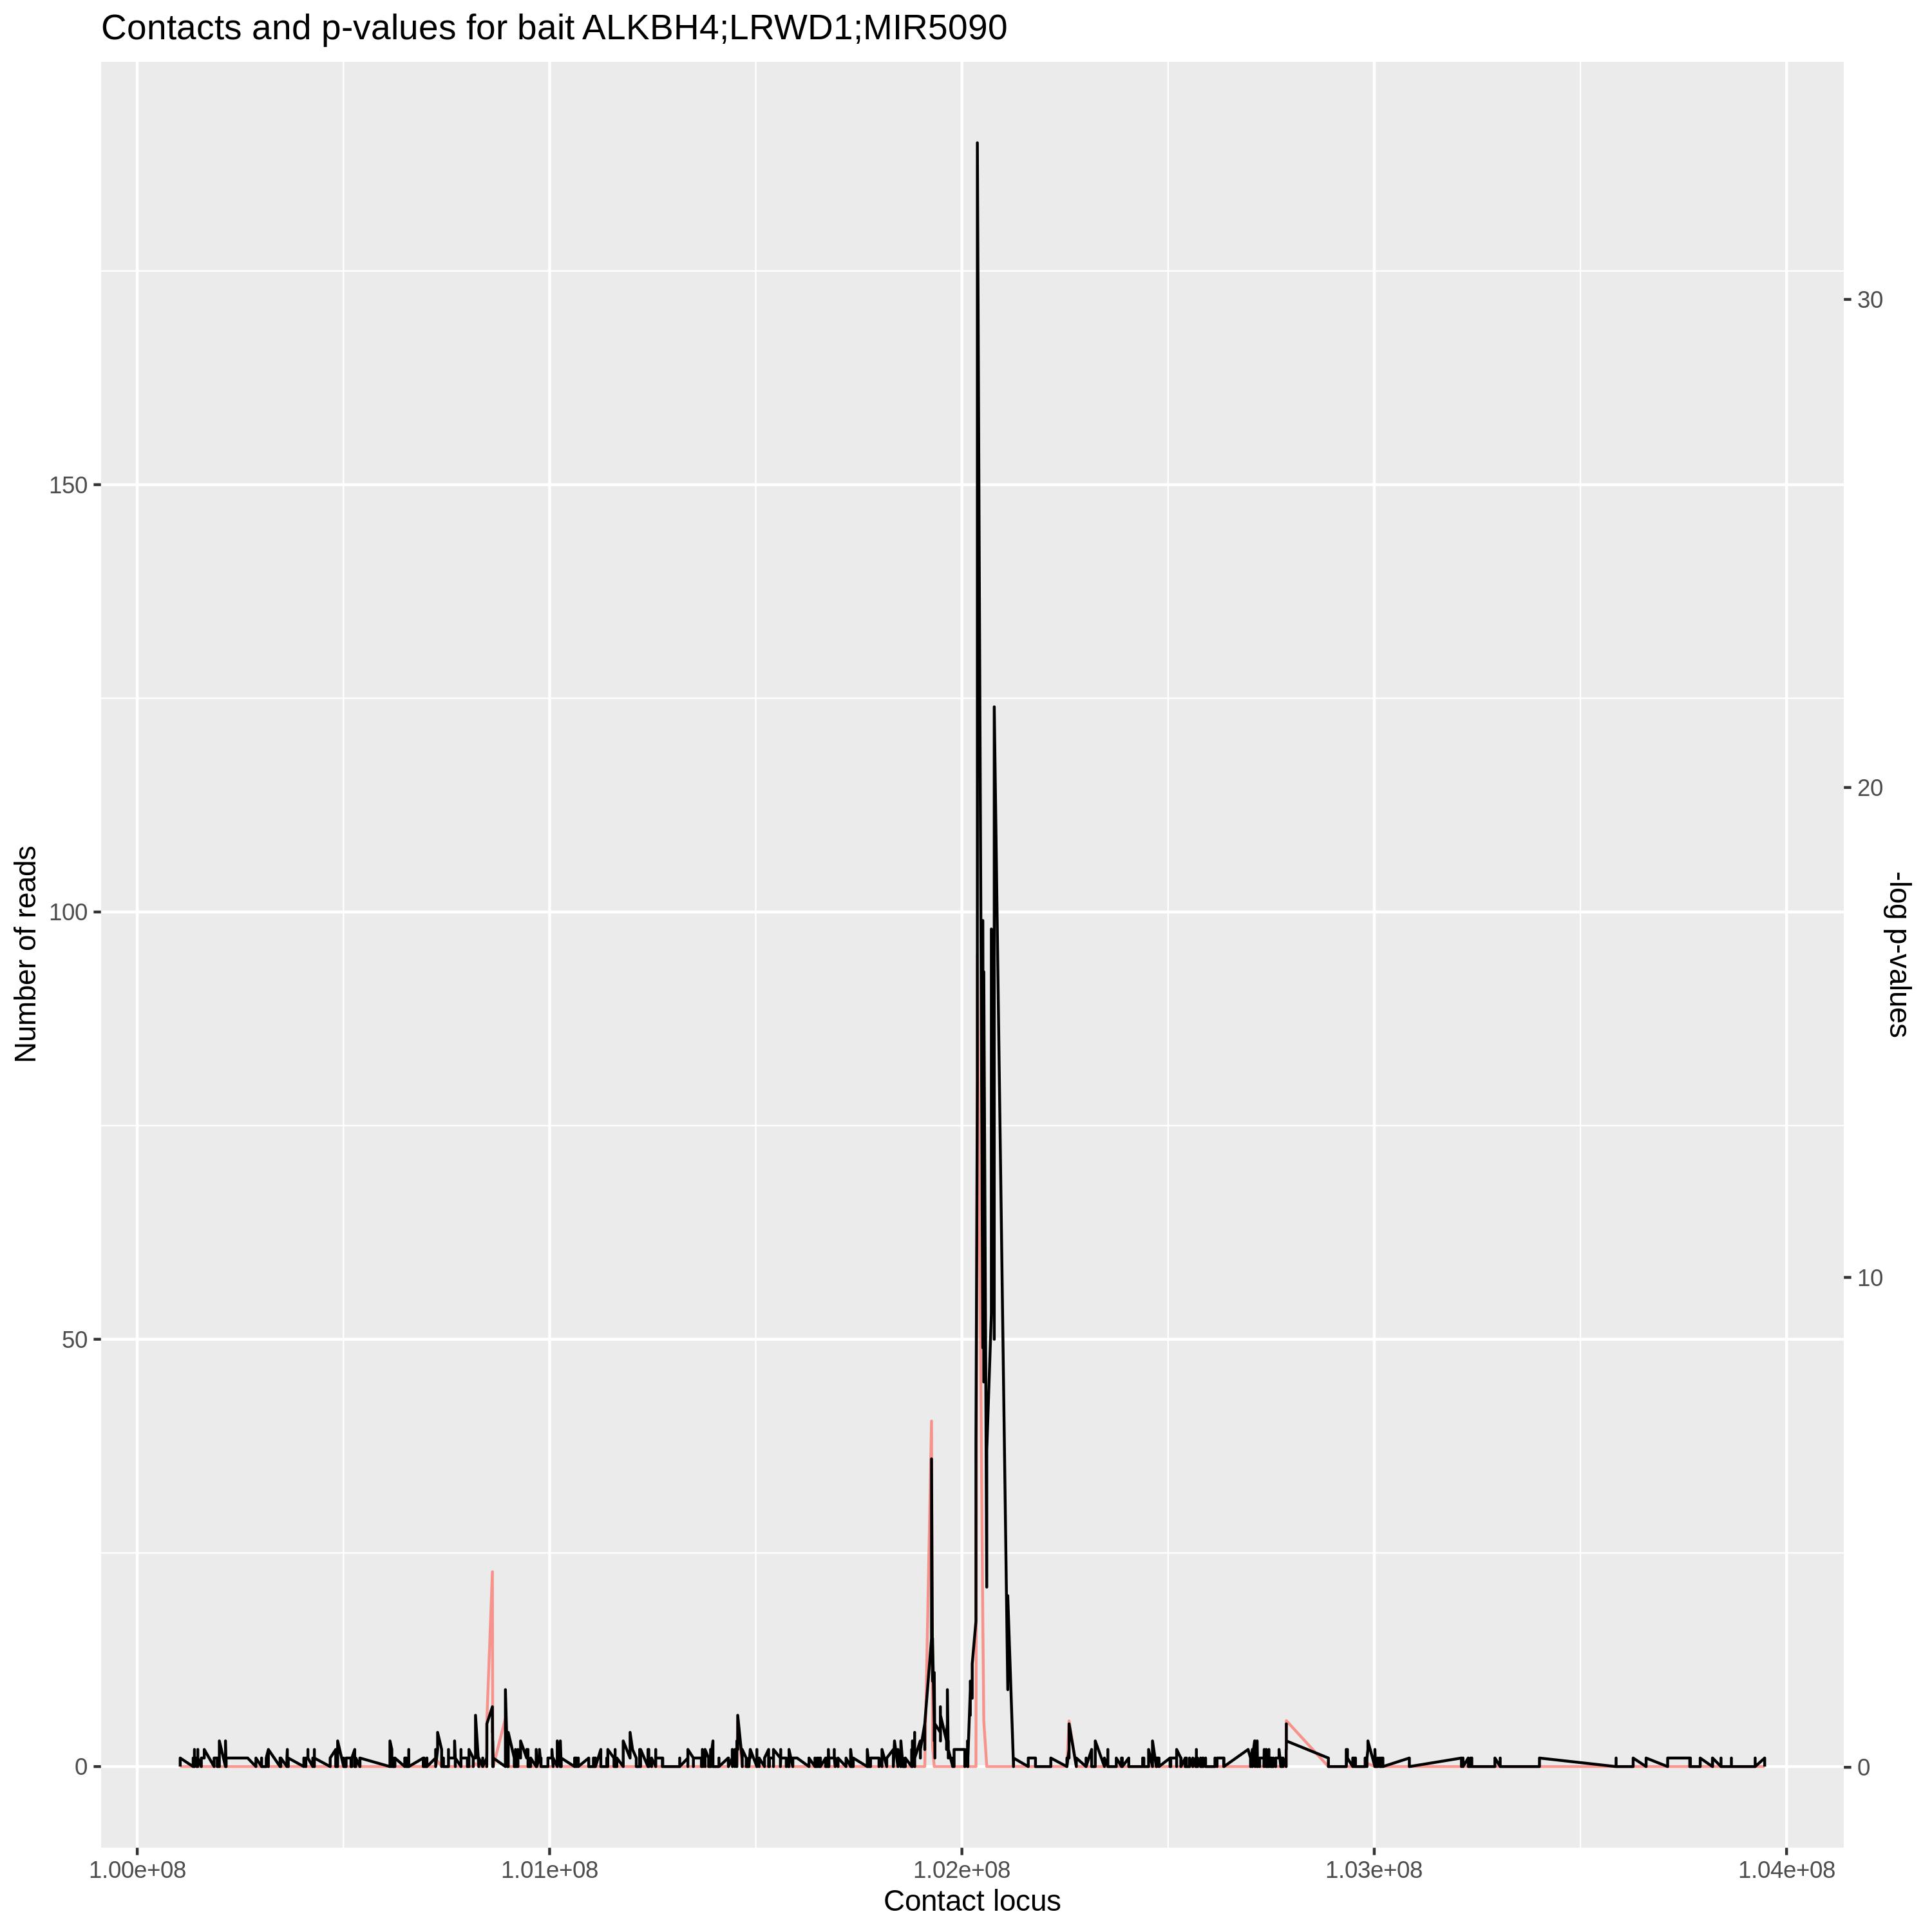 Contacts and p-values for bait ALKBH4;LRWD1;MIR5090
Number of reads
150
100
50
0
30
20
10
0
-log p-values
1.00e+08
1.01e+08
1.02e+08
1.03e+08
1.04e+08
Contact locus